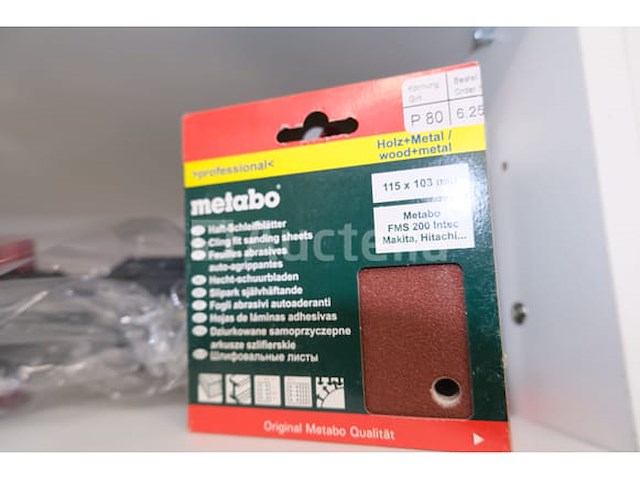 Körnung
Grit
P 80
Bestell
Order
6.25
>professional<
Holz+Metal /
wood+metal
metabo
115 x 103
Metabo
FMS 200 Intec
Makita, Hitachi...
Haft-Schleifblätter
Cling fit sanding sheets
Feuilles abrasives
auto-agrippantes
Hecht-schuurbladen
Slipark självhäftande
Fogli abrasivi autoaderanti
Hojas de láminas adhesivas
Dziurkowane samoprzyczepne
arkusze szlifierskie
Шлифовальные листы
Original Metabo Qualität